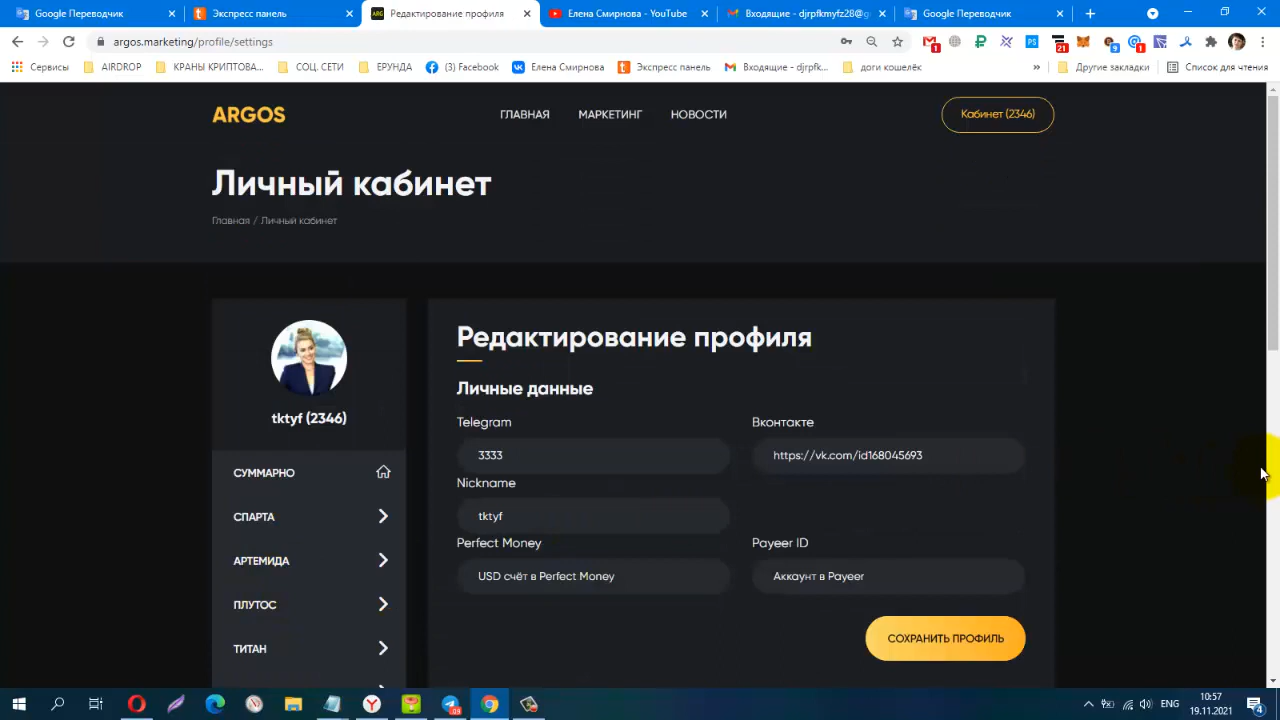 Google Переводчик
Экспресс панель
Редактирование профиля
Елена Смирнова - YouTube
Входящие - djrpfkmyfz28@g
Google Переводчик
argos.marketing/profile/settings
Сервисы
AIRDROP
КРАНЫ КРИПТОВА...
СОЦ. СЕТИ
ЕРУНДА
(3) Facebook
Елена Смирнова
Экспресс панель
Входящие - djrpfk...
доги кошелёк
»
Другие закладки
Список для чтения
ARGOS
ГЛАВНАЯ
МАРКЕТИНГ
НОВОСТИ
Кабинет (2346)
Личный кабинет
Главная / Личный кабинет
tktyf (2346)
СУММАРНО
СПАРТА
АРТЕМИДА
ПЛУТОС
ТИТАН
Редактирование профиля
Личные данные
Telegram
Вконтакте
3333
https://vk.com/id168045693
Nickname
tktyf
Perfect Money
Payeer ID
USD счёт в Perfect Money
Аккаунт в Payeer
СОХРАНИТЬ ПРОФИЛЬ
ENG
10:57
19.11.2021